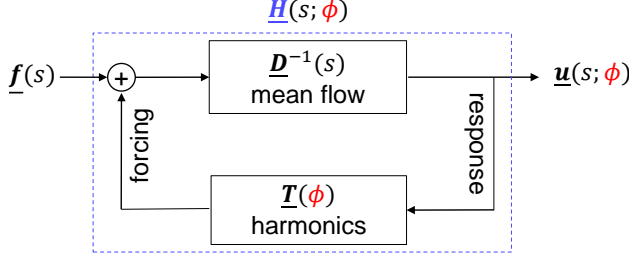 H(s; ϕ)
f(s)
+
D⁻¹(s)
mean flow
u(s; ϕ)
forcing
response
T(ϕ)
harmonics